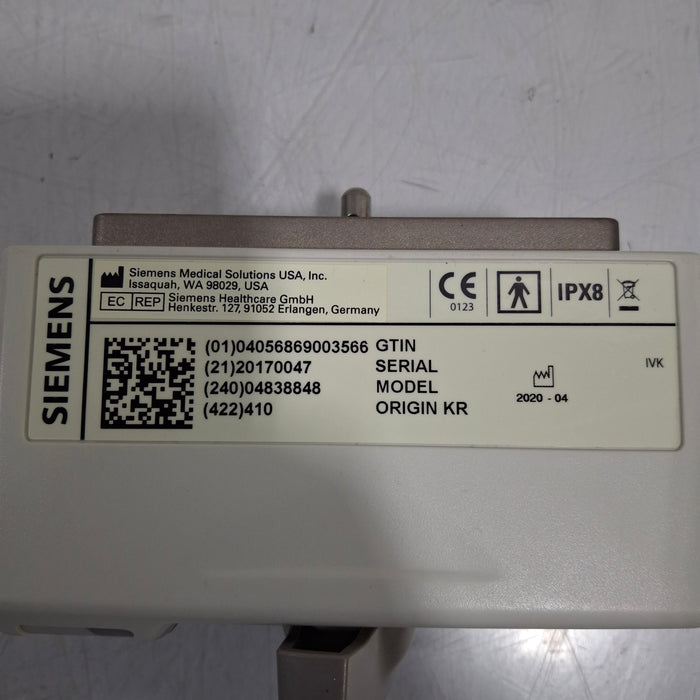 SIEMENS
Siemens Medical Solutions USA, Inc.
Issaquah, WA 98029, USA
EC REP Siemens Healthcare GmbH
Henkestr. 127, 91052 Erlangen, Germany
CE
0123
IPX8
(01)04056869003566 GTIN
(21)20170047 SERIAL
(240)04838848 MODEL
(422)410 ORIGIN KR
2020 - 04
IVK